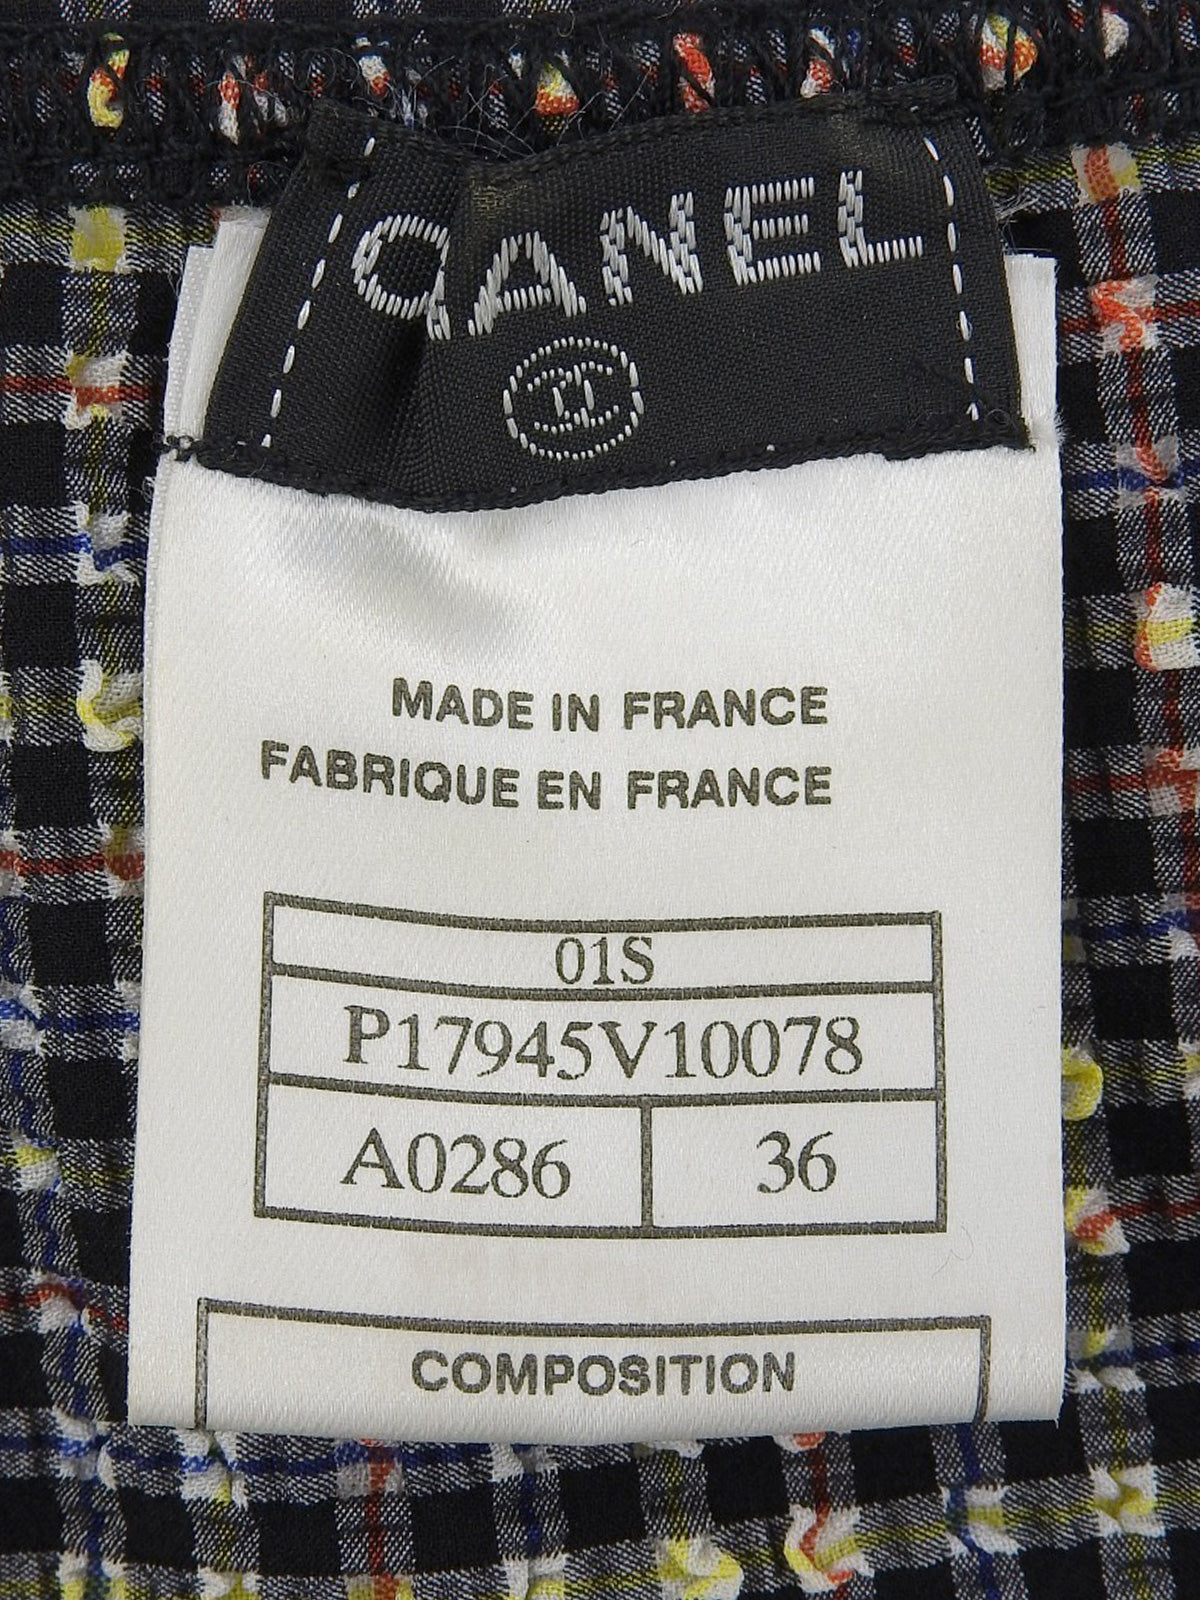 CANEL
MADE IN FRANCE
FABRIQUE EN FRANCE
01S
P17945V10078
A0286 36
COMPOSITION